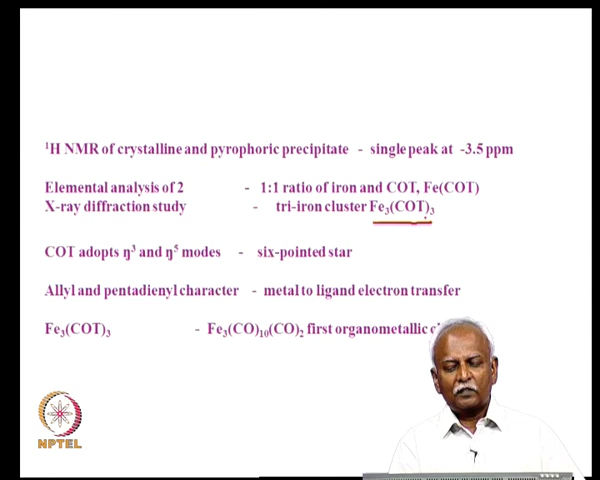 ¹H NMR of crystalline and pyrophoric precipitate - single peak at -3.5 ppm
Elemental analysis of 2 - 1:1 ratio of iron and COT, Fe(COT)
X-ray diffraction study - tri-iron cluster Fe₃(COT)₃
COT adopts ŋ³ and ŋ⁵ modes - six-pointed star
Allyl and pentadienyl character - metal to ligand electron transfer
Fe₃(COT)₃ - Fe₃(CO)₁₀(CO)₂ first organometallic
NPTEL